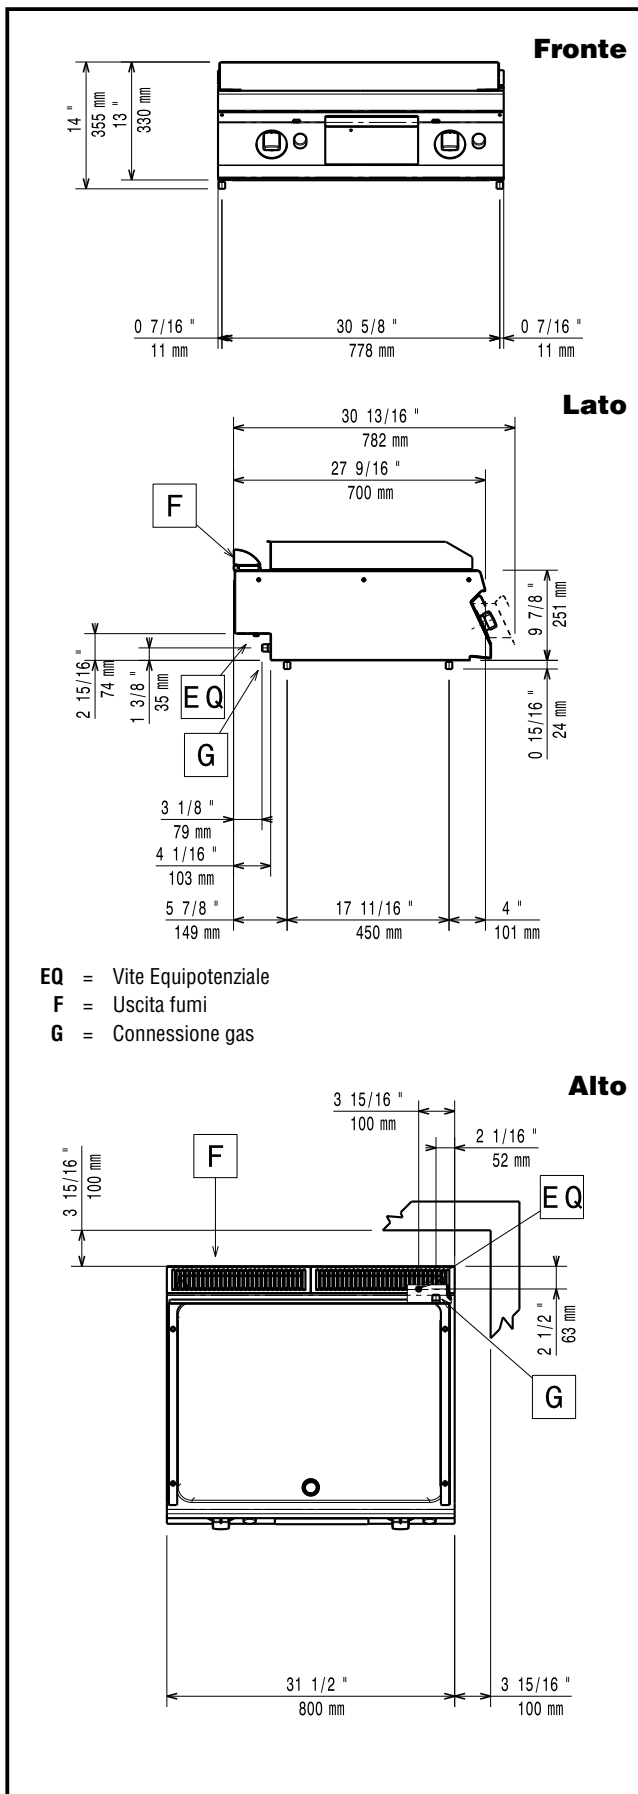 Fronte
14 "
355 mm
13 "
330 mm
0 7/16 "
11 mm
30 5/8 "
778 mm
0 7/16 "
11 mm
Lato
30 13/16 "
782 mm
27 9/16 "
700 mm
F
9 7/8 "
251 mm
2 15/16 "
74 mm
1 3/8 "
35 mm
EQ
G
0 15/16 "
24 mm
3 1/8 "
79 mm
4 1/16 "
103 mm
5 7/8 "
149 mm
17 11/16 "
450 mm
4 "
101 mm
EQ = Vite Equipotenziale
F = Uscita fumi
G = Connessione gas
Alto
3 15/16 "
100 mm
2 1/16 "
52 mm
3 15/16 "
100 mm
F
EQ
2 1/2 "
63 mm
G
31 1/2 "
800 mm
3 15/16 "
100 mm